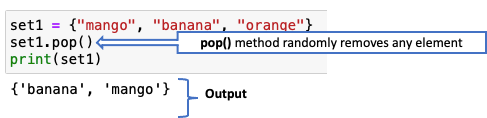 set1 = {"mango", "banana", "orange"}
set1.pop()
pop() method randomly removes any element
print(set1)
{'banana', 'mango'}
Output